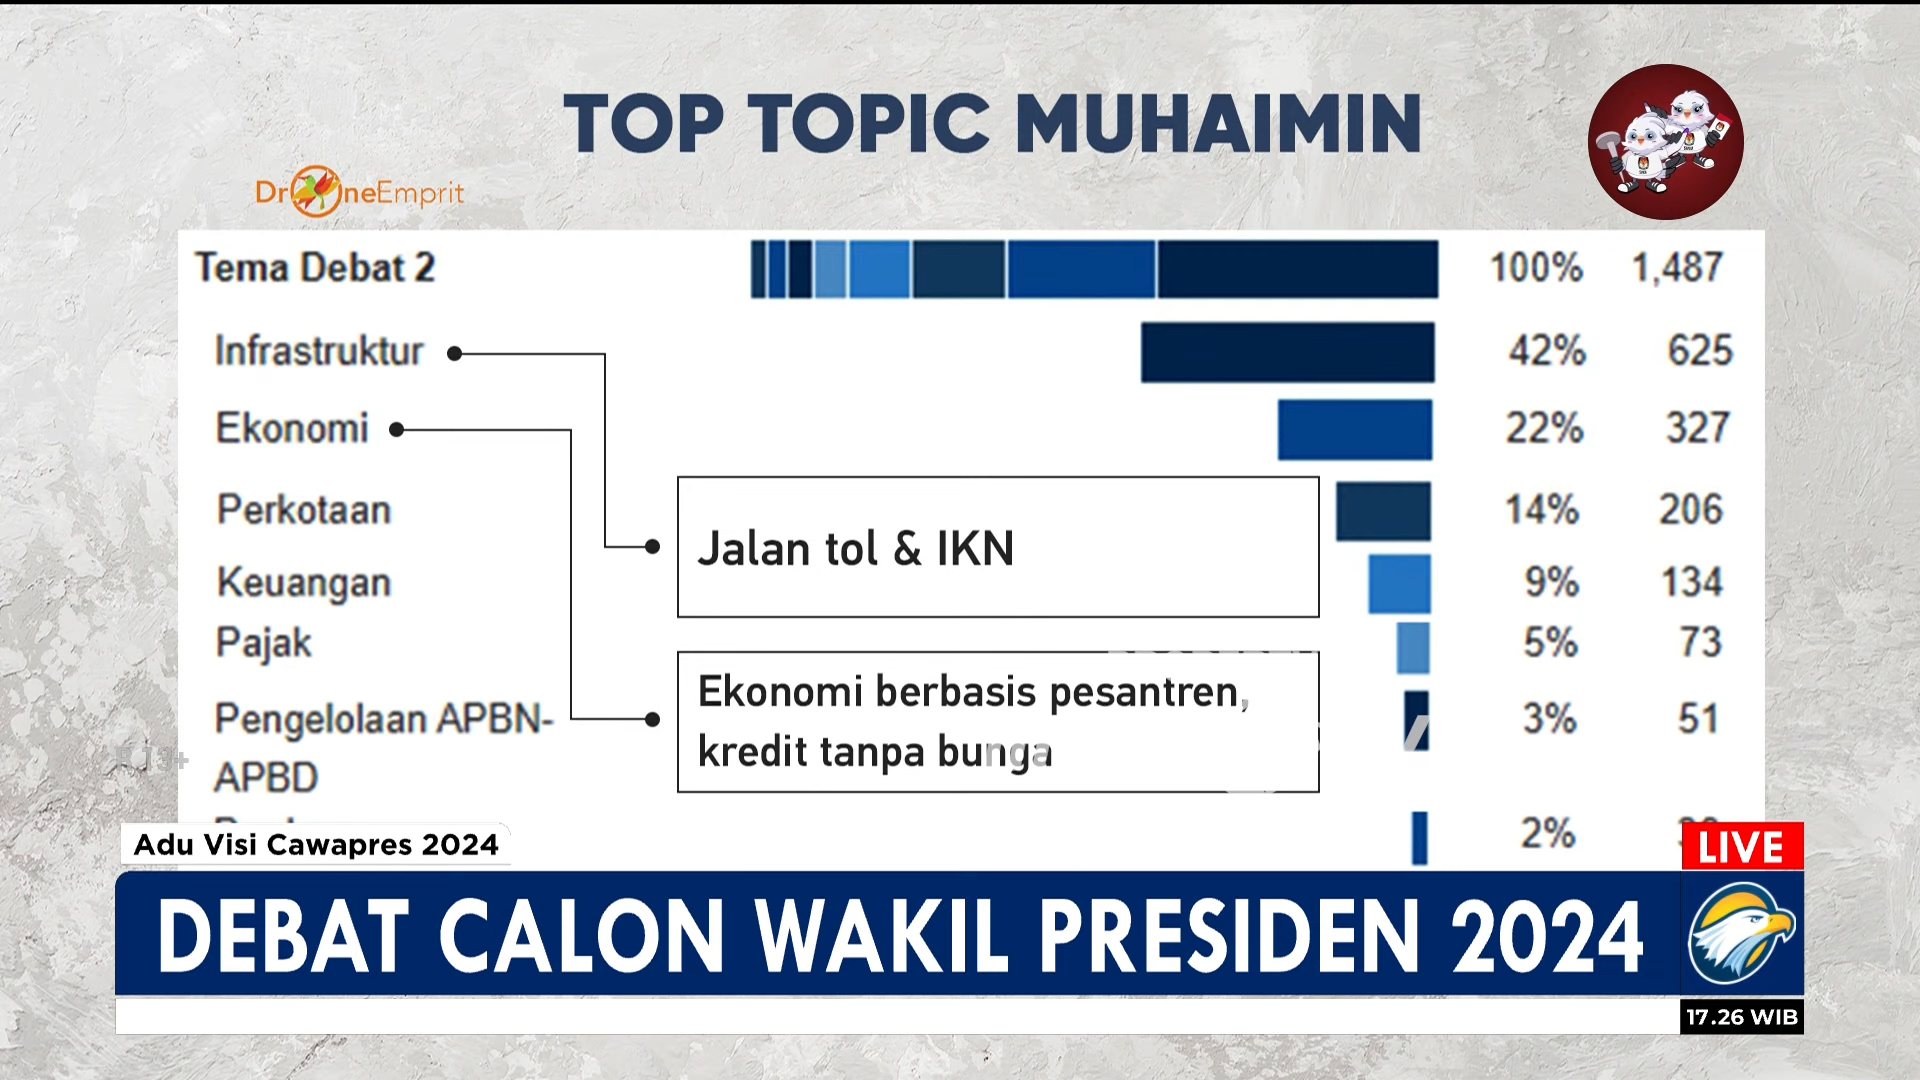 TOP TOPIC MUHAIMIN
DroneEmprit
Tema Debat 2 100% 1,487
Infrastruktur 42% 625
Ekonomi 22% 327
Perkotaan 14% 206
Jalan tol & IKN
Keuangan 9% 134
Pajak 5% 73
Ekonomi berbasis pesantren,
kredit tanpa bunga
Pengelolaan APBN-
APBD 3% 51
2%
R 13+
Adu Visi Cawapres 2024
LIVE
DEBAT CALON WAKIL PRESIDEN 2024
17.26 WIB